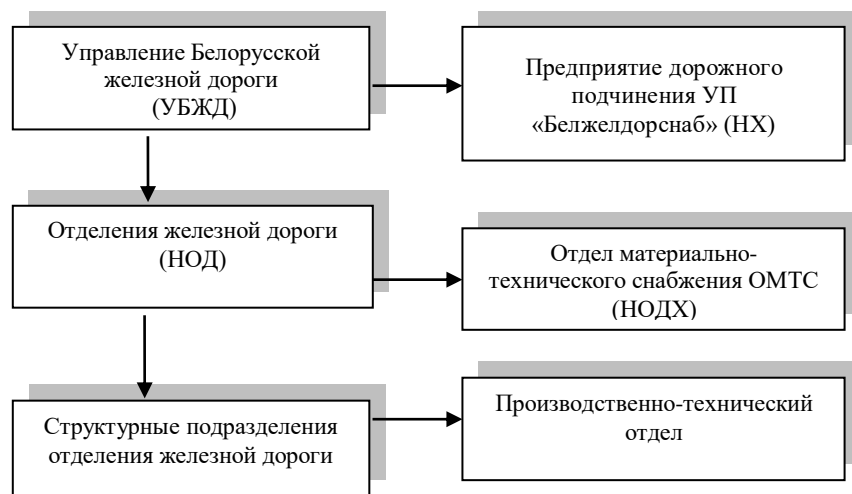 Управление Белорусской
железной дороги
(УБЖД)
Предприятие дорожного
подчинения УП
«Белжелдорснаб» (НХ)
Отделения железной дороги
(НОД)
Отдел материально-
технического снабжения ОМТС
(НОДХ)
Структурные подразделения
отделения железной дороги
Производственно-технический
отдел